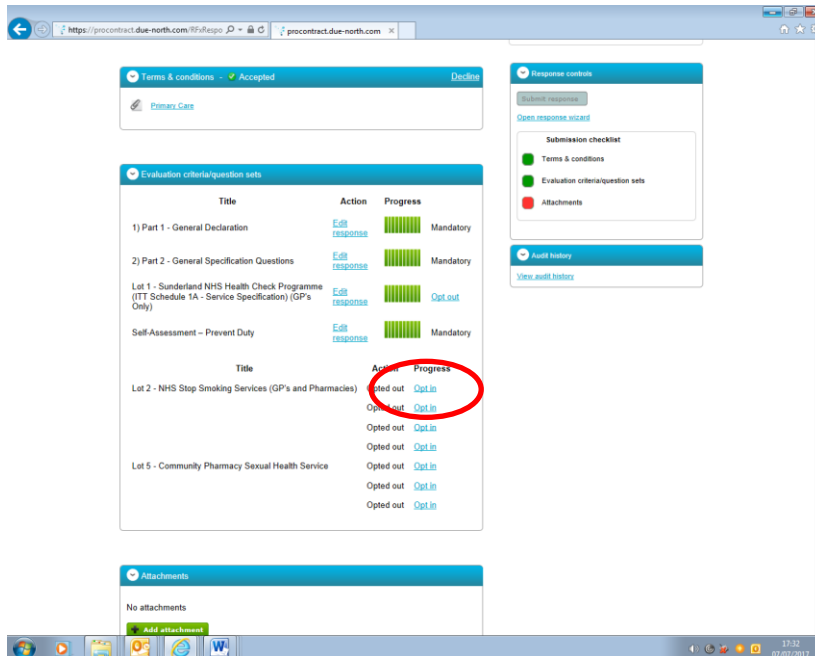 https://procontract.due-north.com/RFxRespo
procontract.due-north.com
Terms & conditions - Accepted Decline
Primary Care
Evaluation criteria/question sets
Title Action Progress
1) Part 1 - General Declaration Edit response Mandatory
2) Part 2 - General Specification Questions Edit response Mandatory
Lot 1 - Sunderland NHS Health Check Programme
(ITT Schedule 1A - Service Specification) (GP's Edit response Opt out
Only)
Self-Assessment – Prevent Duty Edit response Mandatory
Title Action Progress
Lot 2 - NHS Stop Smoking Services (GP's and Pharmacies) Opted out Opt in
Opted out Opt in
Opted out Opt in
Opted out Opt in
Lot 5 - Community Pharmacy Sexual Health Service Opted out Opt in
Opted out Opt in
Opted out Opt in
Attachments
No attachments
Add attachment
Response controls
Submit response
Open response wizard
Submission checklist
Terms & conditions
Evaluation criteria/question sets
Attachments
Audit history
View audit history
17:32
07/07/2017